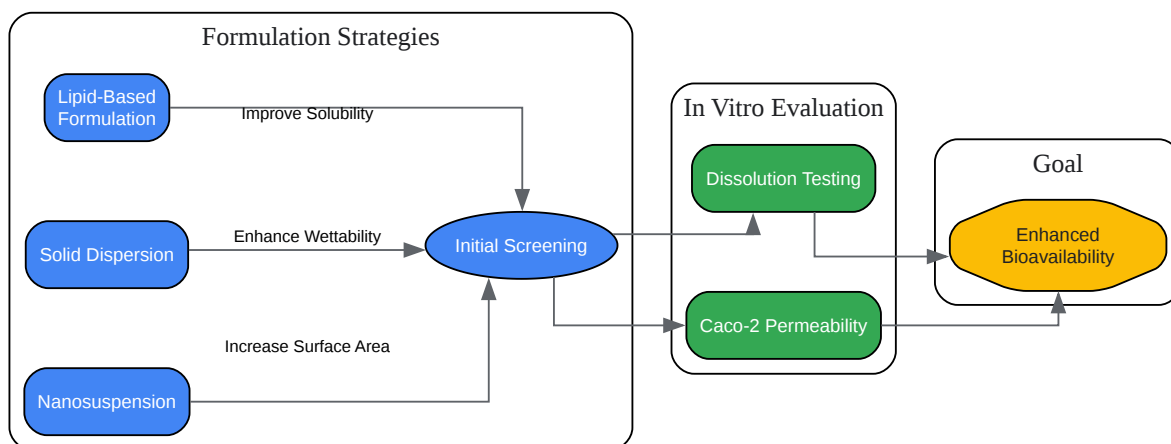 Formulation Strategies
Lipid-Based
Formulation
Improve Solubility
Solid Dispersion
Enhance Wettability
Initial Screening
Increase Surface Area
Nanosuspension
In Vitro Evaluation
Dissolution Testing
Caco-2 Permeability
Goal
Enhanced
Bioavailability